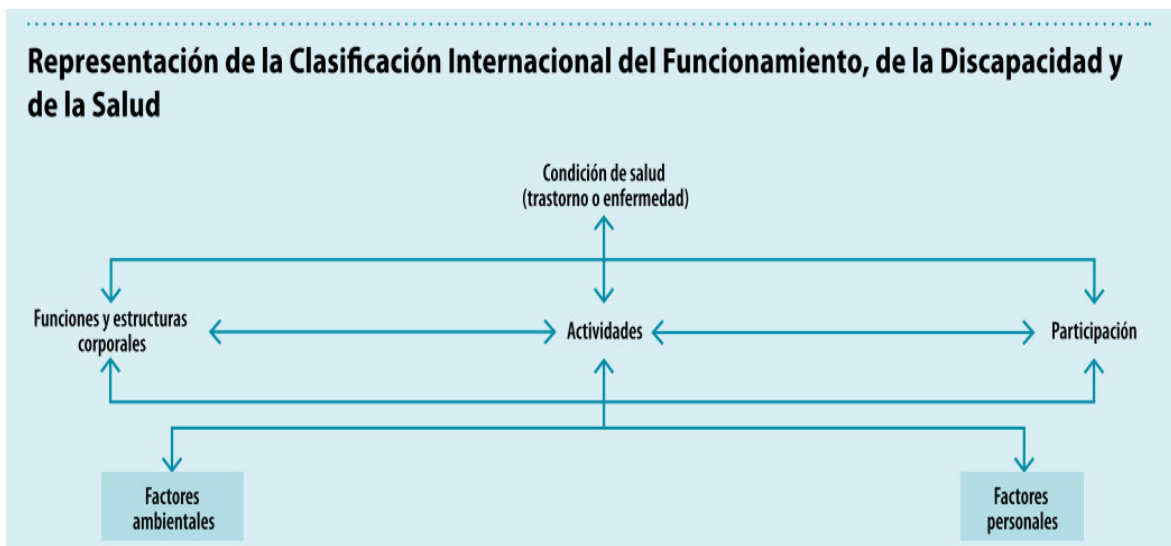 Representación de la Clasificación Internacional del Funcionamiento, de la Discapacidad y
de la Salud
Condición de salud
(trastorno o enfermedad)
Funciones y estructuras
corporales
Actividades
Participación
Factores
ambientales
Factores
personales